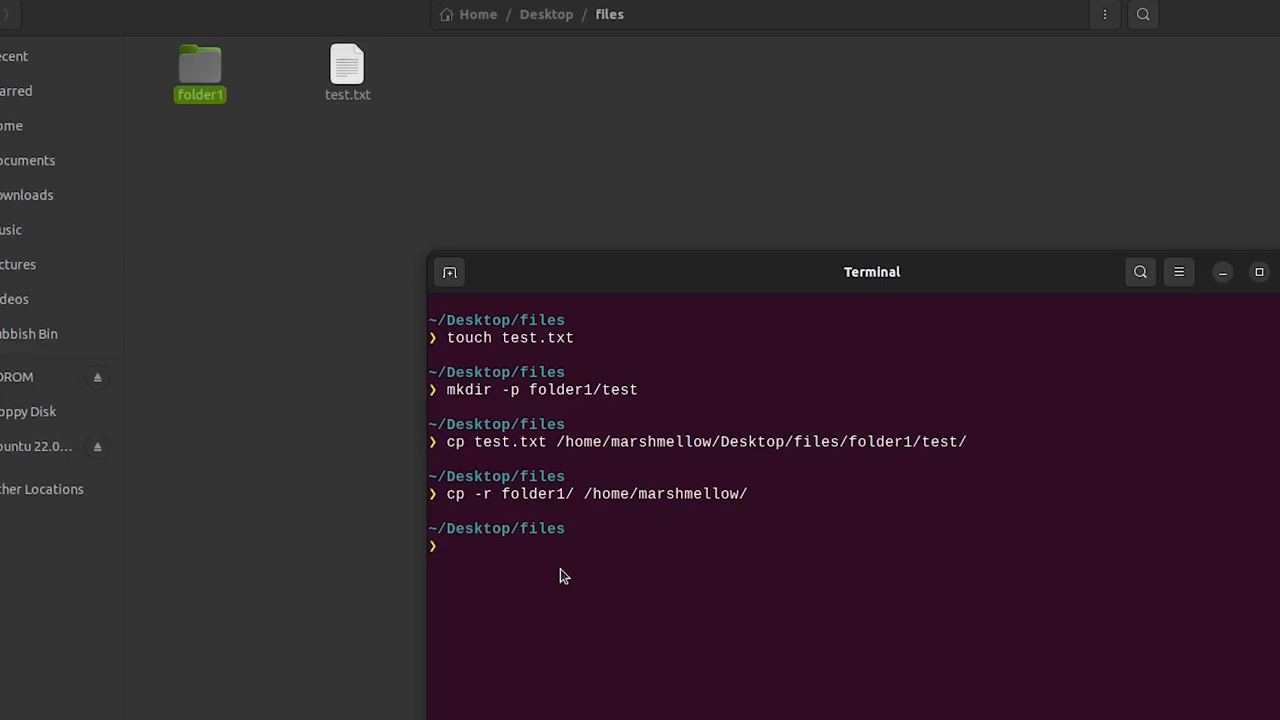 Home / Desktop / files
ecent
arred
ome
ocuments
ownloads
usic
ctures
deos
ubbish Bin
DROM
oppy Disk
buntu 22.0...
ther Locations
folder1
test.txt
Terminal
~/Desktop/files
❯ touch test.txt
~/Desktop/files
❯ mkdir -p folder1/test
~/Desktop/files
❯ cp test.txt /home/marshmellow/Desktop/files/folder1/test/
~/Desktop/files
❯ cp -r folder1/ /home/marshmellow/
~/Desktop/files
❯